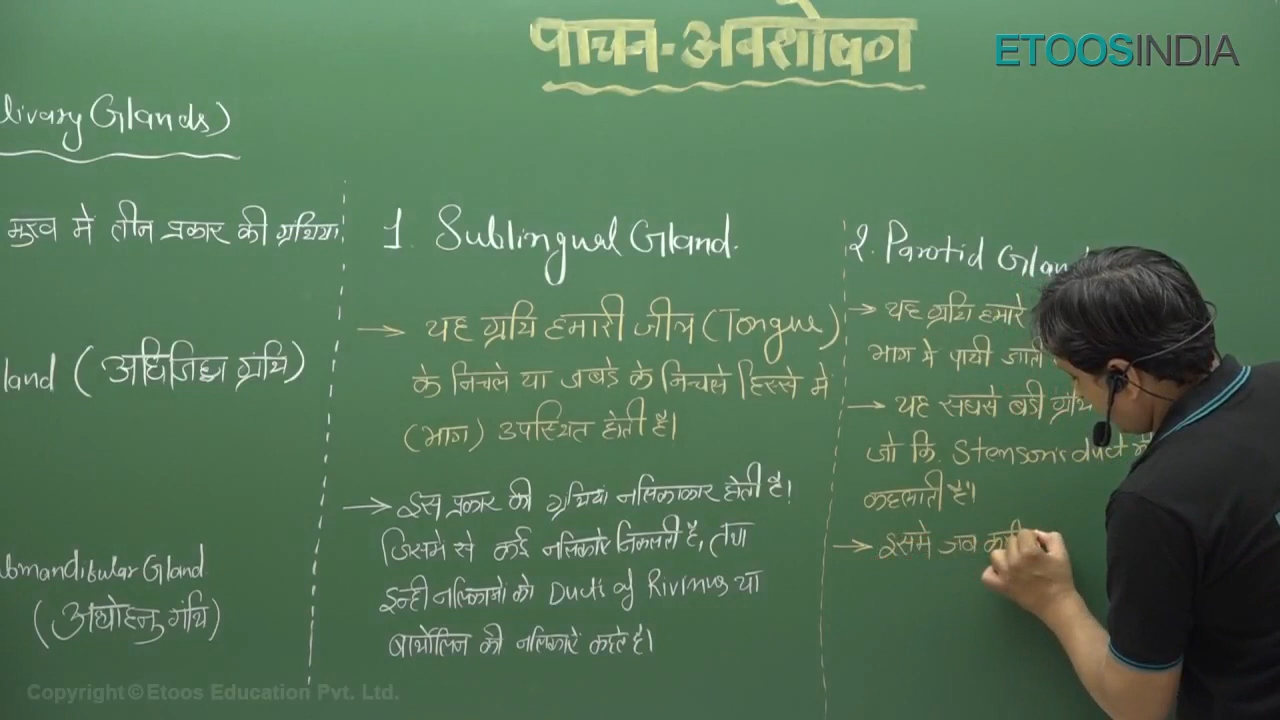 पाचन-अवशोषण
ETOOSINDIA
livary Glands)
मुख मे तीन प्रकार की ग्रंथिया
land (अधिजिह्व ग्रंथि)
ubmandibular Gland
(अधोहनु ग्रंथि)
1. Sublingual Gland.
→ यह ग्रंथि हमारी जीभ (Tongue)
के निचले या जबडे के निचले हिस्से मे
(भाग) उपस्थित होती है।
→ इस प्रकार की ग्रंथियां नलिकाकार होती है।
जिसमे से कई नलिकाऐ निकलती है, तथा
इन्ही नलिकाओं को Ducts of Rivinus या
बार्थोलिन की नलिकाऐं कहते है।
2. Parotid Glan
→ यह ग्रंथि हमारे
भाग मे पायी जात
→ यह सबसे बडी ग्रंथि
जो कि Stenson's duct
कहलाती है।
→ इसमे जब कभी
Copyright © Etoos Education Pvt. Ltd.